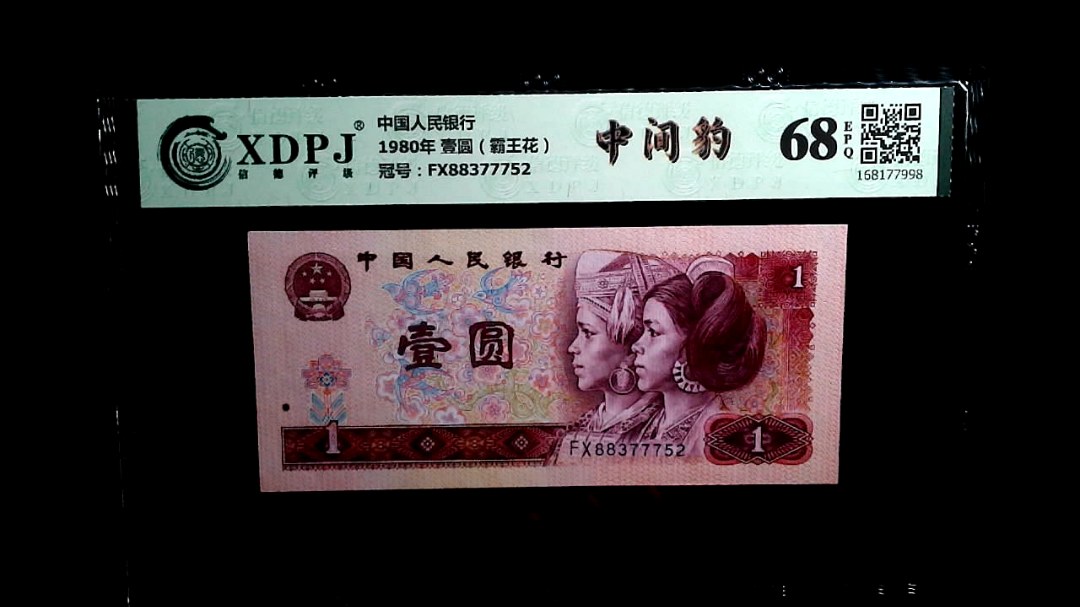 XDPJ®
信德评级
中国人民银行
1980年 壹圆（霸王花）
冠号：FX88377752
中间豹
68
EPQ
168177998
中国人民银行
1
壹圆
1
FX88377752
1